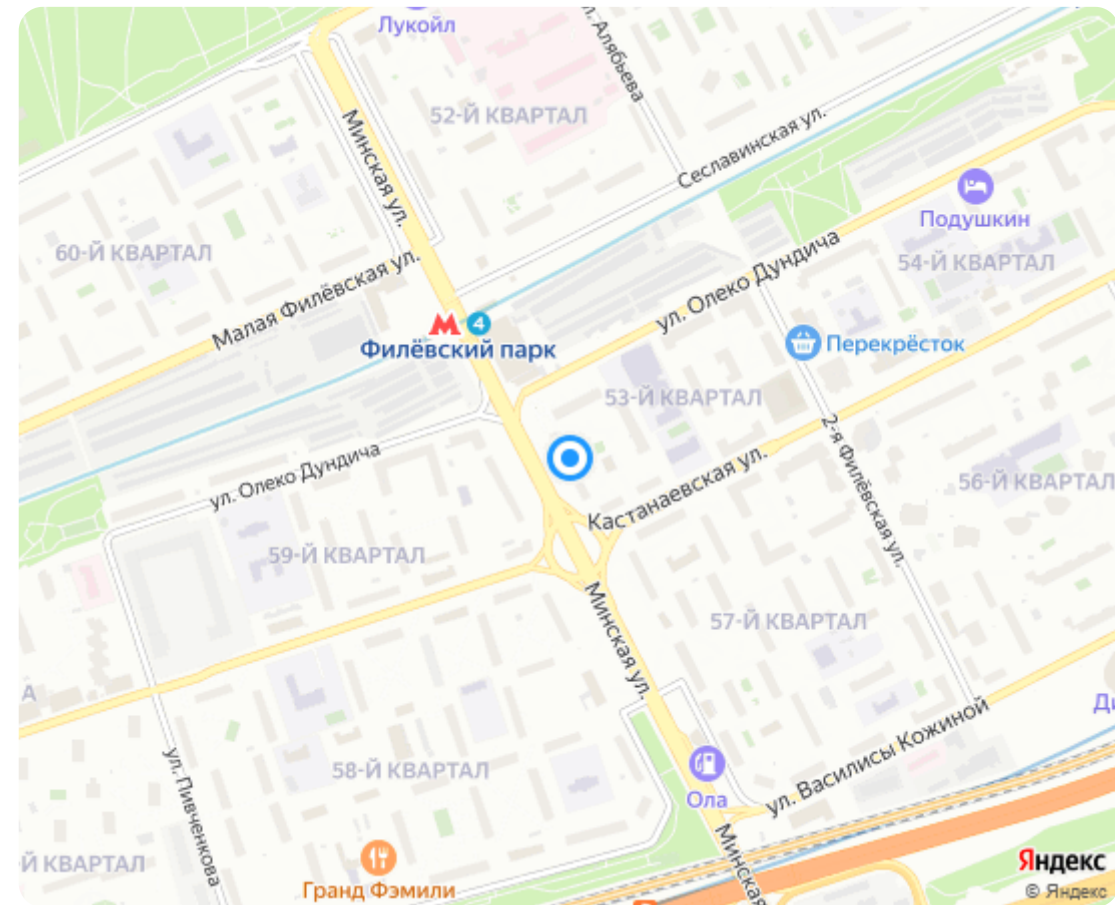 Лукойл
ул. Алябьева
52-Й КВАРТАЛ
Минская ул.
Сеславинская ул.
Подушкин
60-Й КВАРТАЛ
54-Й КВАРТАЛ
Малая Филёвская ул.
ул. Олеко Дундича
4
Филёвский парк
Перекрёсток
53-Й КВАРТАЛ
2-я Филёвская ул.
ул. Олеко Дундича
Кастанаевская ул.
56-Й КВАРТАЛ
59-Й КВАРТАЛ
Минская ул.
57-Й КВАРТАЛ
А
Ди
ул. Василисы Кожиной
ул. Пивченкова
58-Й КВАРТАЛ
Ола
Минская
Й КВАРТАЛ
Гранд Фэмили
Яндекс
© Яндекс